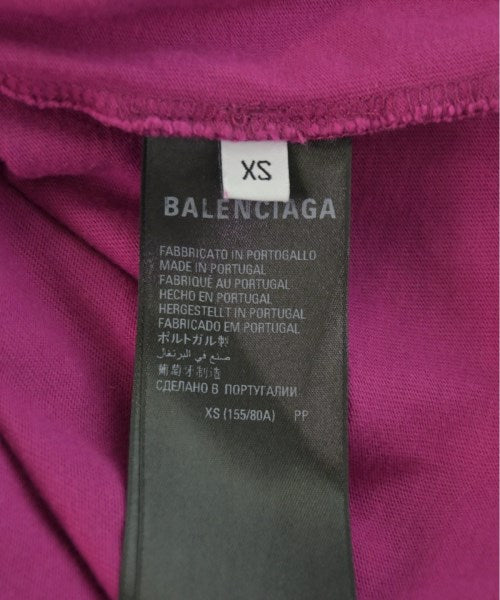 XS
BALENCIAGA
FABBRICATO IN PORTOGALLO
MADE IN PORTUGAL
FABRIQUÉ AU PORTUGAL
HECHO EN PORTUGAL
HERGESTELLT IN PORTUGAL
FABRICADO EM PORTUGAL
ポルトガル製
صنع في البرتغال
葡萄牙制造
СДЕЛАНО В ПОРТУГАЛИИ
XS (155/80A) PP